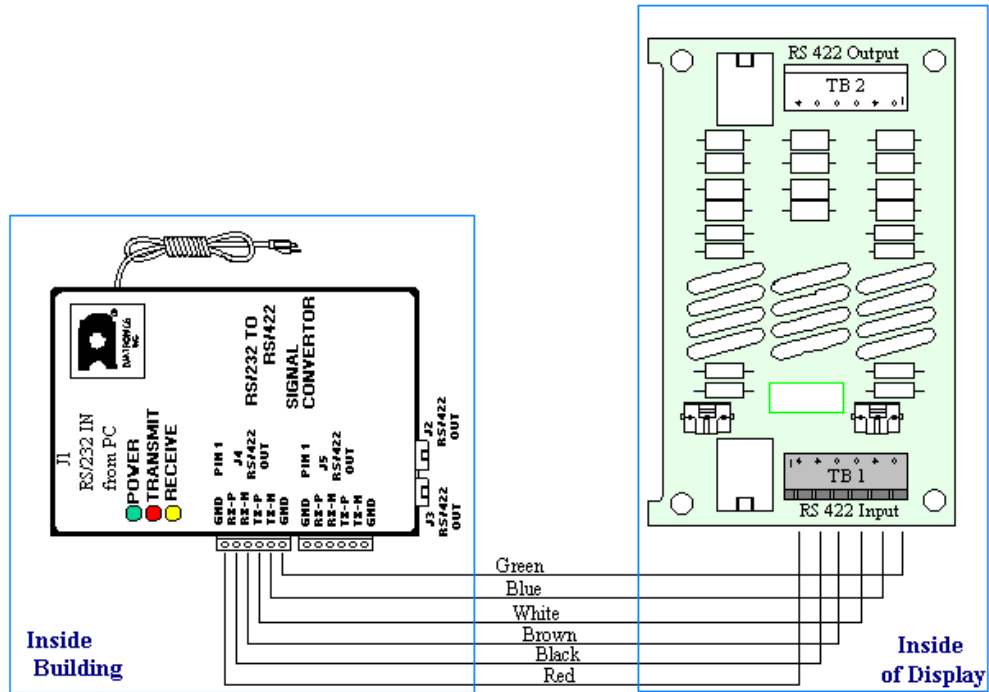 RS 422 Output
TB 2
DAKTRONICS
INC
J1
RS/232 IN
from PC
POWER
TRANSMIT
RECEIVE
RS/232 TO
RS/422
SIGNAL
CONVERTOR
PIN 1
J4
RS/422
OUT
GND
RX-P
RX-N
TX-P
TX-N
GND
PIN 1
J5
RS/422
OUT
GND
RX-P
RX-N
TX-P
TX-N
GND
J2
RS/422
OUT
J3
RS/422
OUT
TB 1
RS 422 Input
Green
Blue
White
Brown
Black
Red
Inside
Building
Inside
of Display